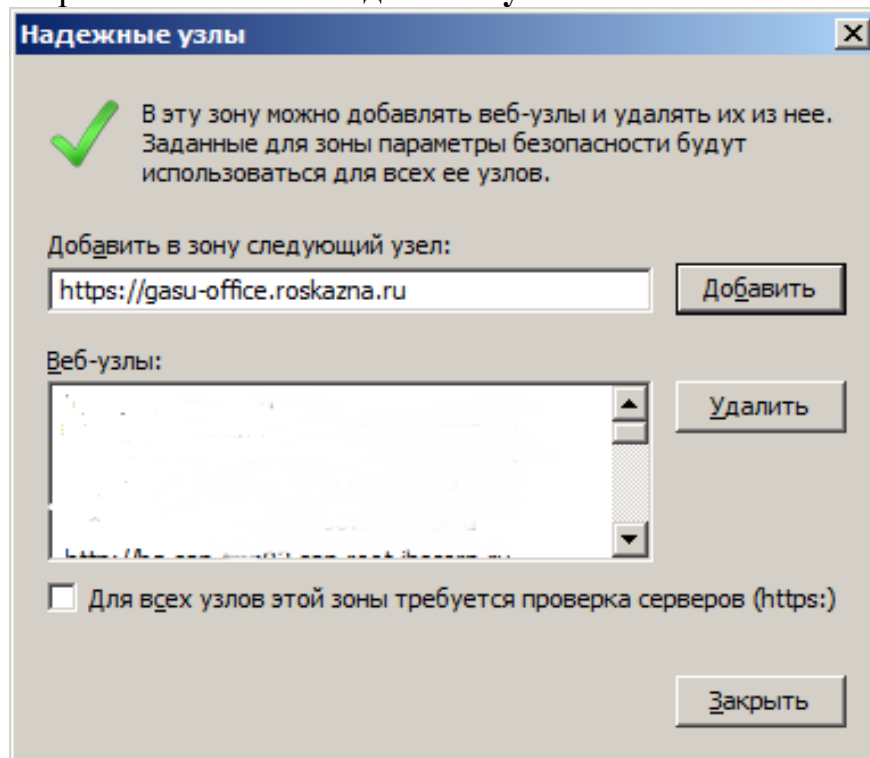 Надежные узлы
В эту зону можно добавлять веб-узлы и удалять их из нее.
Заданные для зоны параметры безопасности будут
использоваться для всех ее узлов.
Добавить в зону следующий узел:
https://gasu-office.roskazna.ru
Добавить
Веб-узлы:
Удалить
Для всех узлов этой зоны требуется проверка серверов (https:)
Закрыть